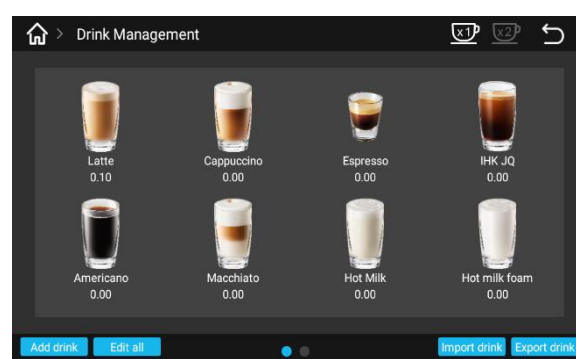 Drink Management
x1
x2
Latte
0.10
Cappuccino
0.00
Espresso
0.00
IHK JQ
0.00
Americano
0.00
Macchiato
0.00
Hot Milk
0.00
Hot milk foam
0.00
Add drink
Edit all
Import drink
Export drink